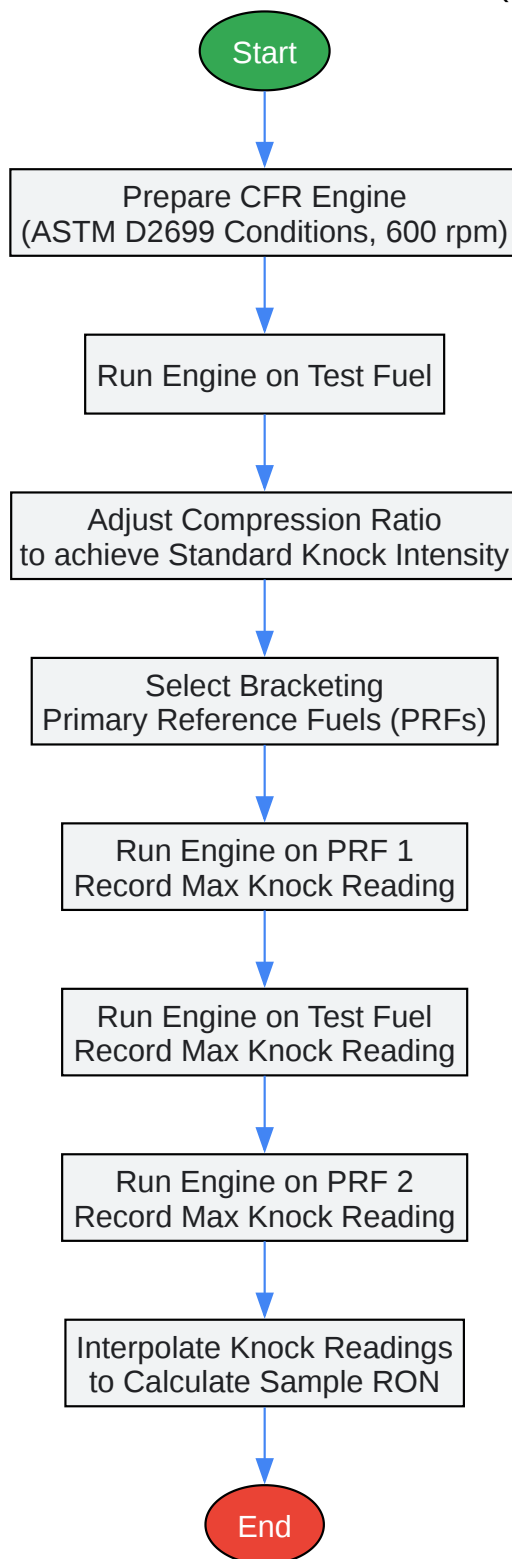 Start
Prepare CFR Engine
(ASTM D2699 Conditions, 600 rpm)
Run Engine on Test Fuel
Adjust Compression Ratio
to achieve Standard Knock Intensity
Select Bracketing
Primary Reference Fuels (PRFs)
Run Engine on PRF 1
Record Max Knock Reading
Run Engine on Test Fuel
Record Max Knock Reading
Run Engine on PRF 2
Record Max Knock Reading
Interpolate Knock Readings
to Calculate Sample RON
End